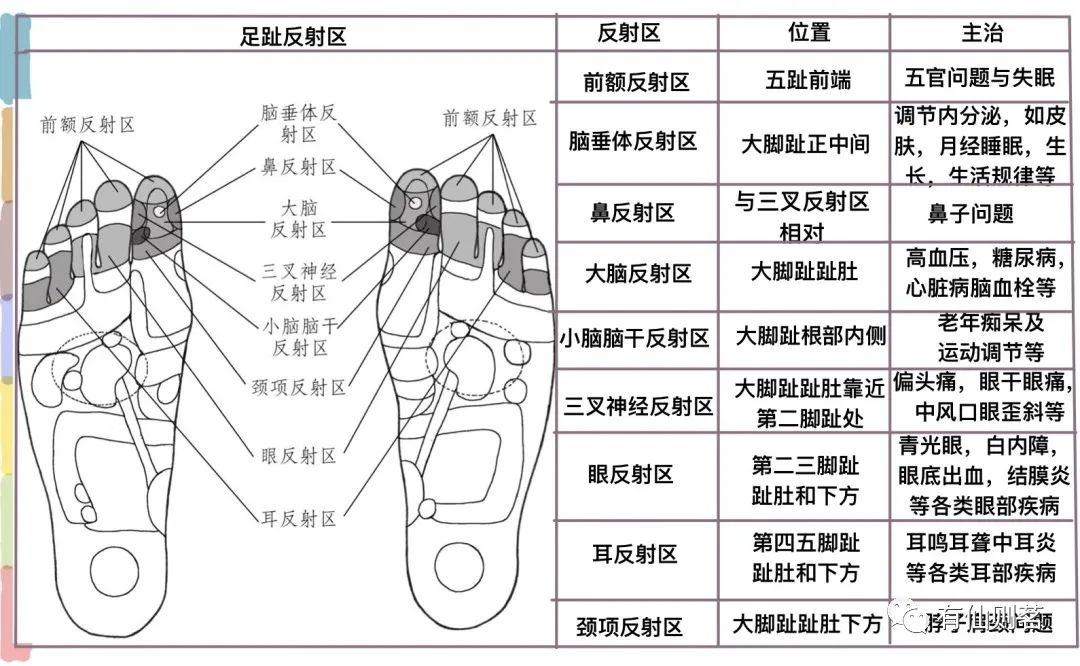 足趾反射区
前额反射区
脑垂体反
射区
前额反射区
鼻反射区
大脑
反射区
三叉神经
反射区
小脑脑干
反射区
颈项反射区
眼反射区
耳反射区
反射区 位置 主治
前额反射区 五趾前端 五官问题与失眠
脑垂体反射区 大脚趾正中间
调节内分泌，如皮
肤，月经睡眠，生
长，生活规律等
鼻反射区
与三叉反射区
相对
鼻子问题
大脑反射区 大脚趾趾肚
高血压，糖尿病，
心脏病脑血栓等
小脑脑干反射区 大脚趾根部内侧
老年痴呆及
运动调节等
三叉神经反射区
大脚趾趾肚靠近
第二脚趾处
偏头痛，眼干眼痛，
中风口眼歪斜等
眼反射区
第二三脚趾
趾肚和下方
青光眼，白内障，
眼底出血，结膜炎
等各类眼部疾病
耳反射区
第四五脚趾
趾肚和下方
耳鸣耳聋中耳炎
等各类耳部疾病
颈项反射区 大脚趾趾肚下方
脖子 问题
有仙则茗